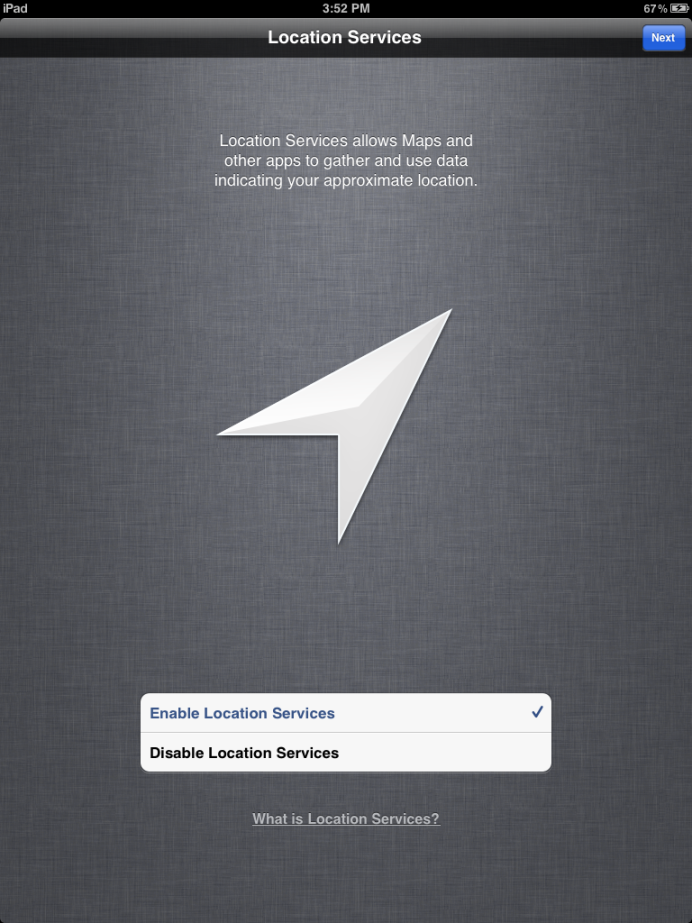 iPad 3:52 PM 67%
Location Services Next
Location Services allows Maps and
other apps to gather and use data
indicating your approximate location.
Enable Location Services
Disable Location Services
What is Location Services?